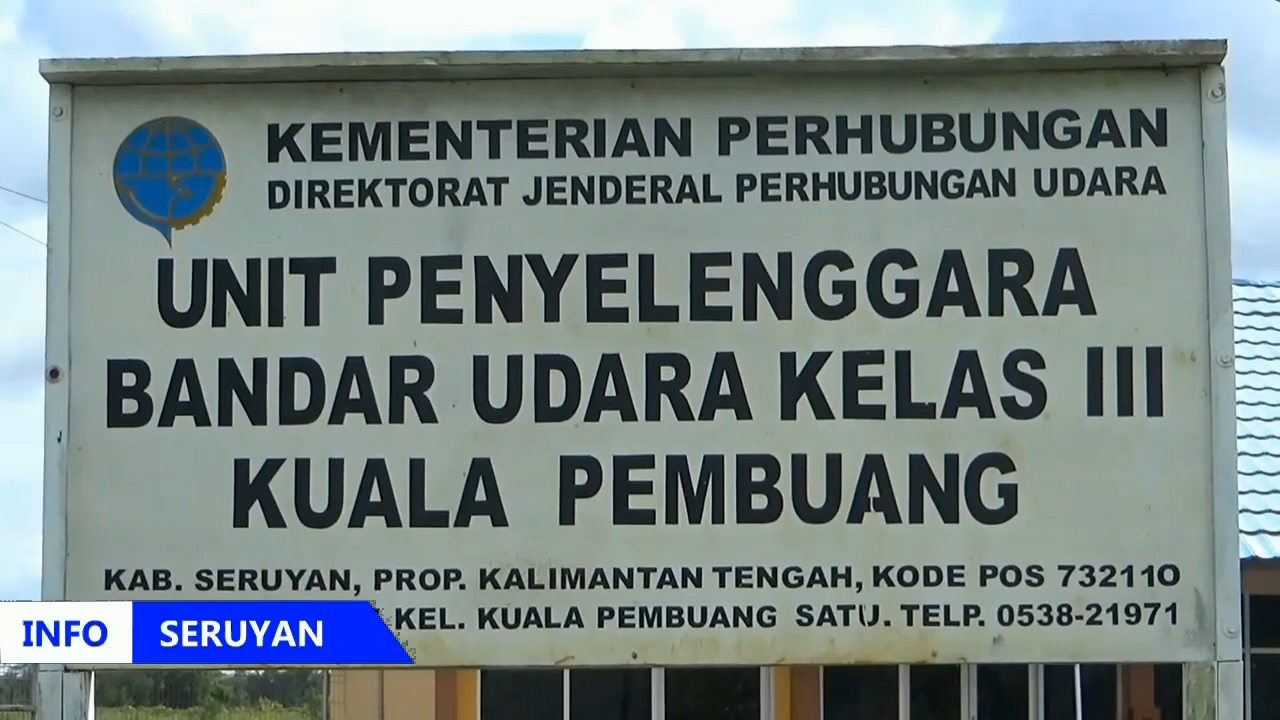 KEMENTERIAN PERHUBUNGAN
DIREKTORAT JENDERAL PERHUBUNGAN UDARA
UNIT PENYELENGGARA
BANDAR UDARA KELAS III
KUALA PEMBUANG
KAB. SERUYAN, PROP. KALIMANTAN TENGAH, KODE POS 732110
KEL. KUALA PEMBUANG SATU. TELP. 0538-21971
INFO SERUYAN